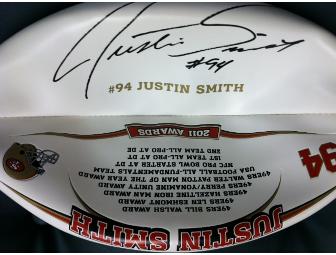 Justin Smith
#94
#94 JUSTIN SMITH
JUSTIN SMITH
94
49ERS BILL WALSH AWARD
49ERS LEN ESHMONT AWARD
49ERS HAZELTINE IRON MAN AWARD
49ERS PERRY/YONAMINE UNITY AWARD
49ERS WALTER PAYTON MAN OF THE YEAR AWARD
USA FOOTBALL ALL-FUNDAMENTALS TEAM
NFC PRO BOWL STARTER AT DT
1ST TEAM ALL-PRO AT DT
2ND TEAM ALL-PRO AT DE
2011 AWARDS